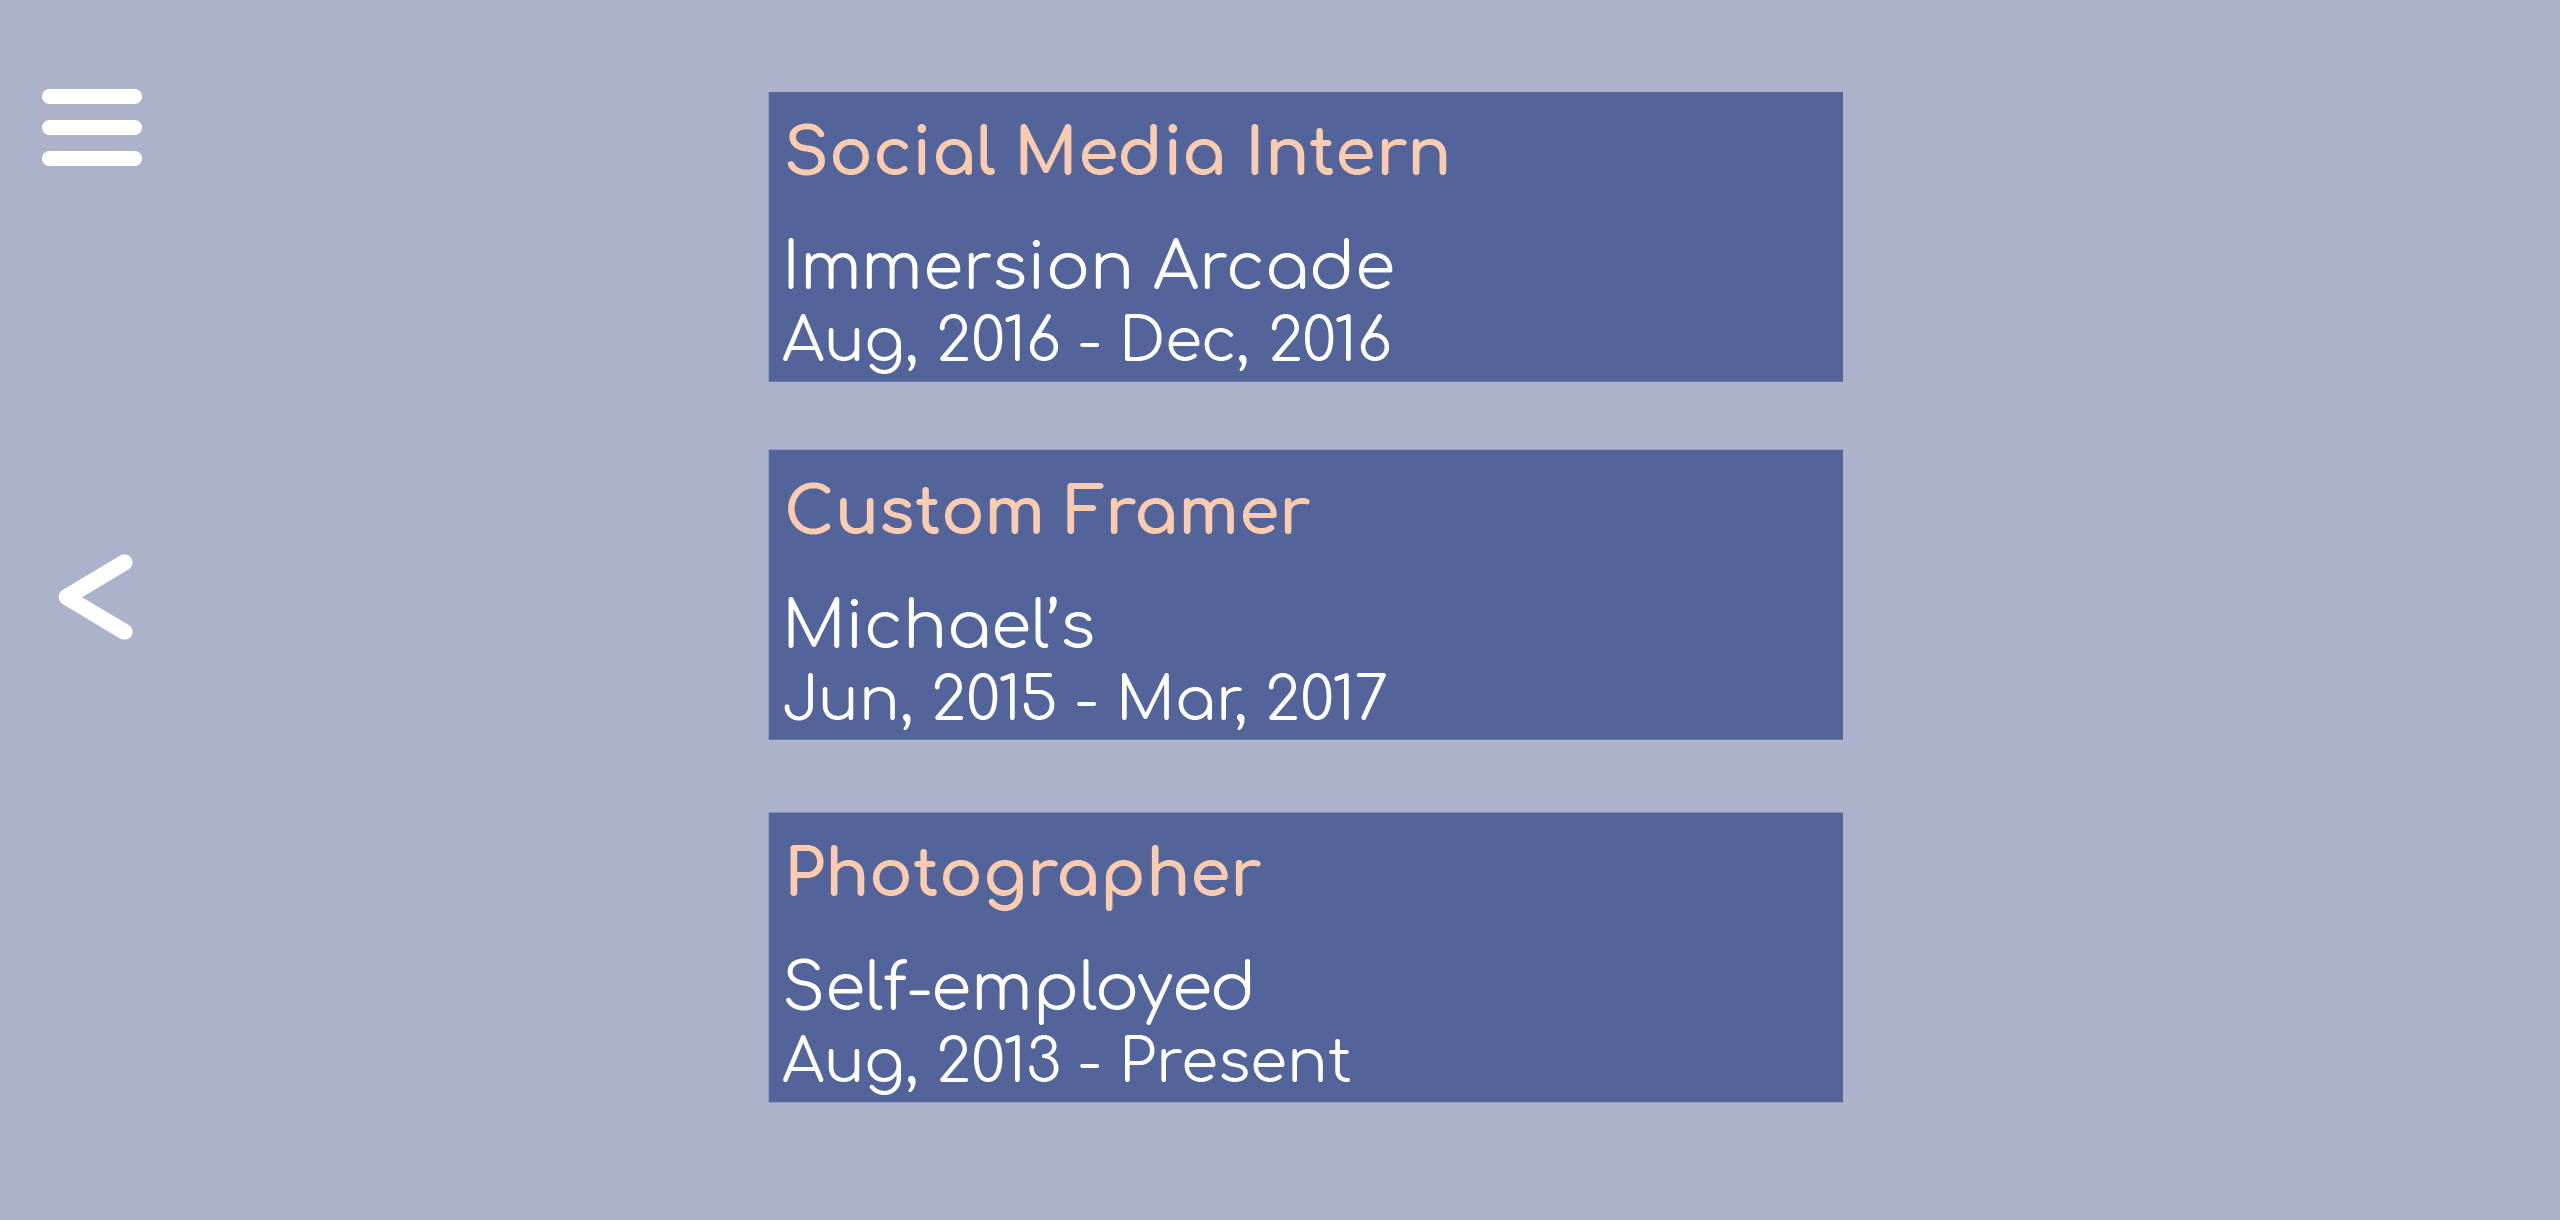 Social Media Intern
Immersion Arcade
Aug, 2016 - Dec, 2016
Custom Framer
Michael’s
Jun, 2015 - Mar, 2017
Photographer
Self-employed
Aug, 2013 - Present